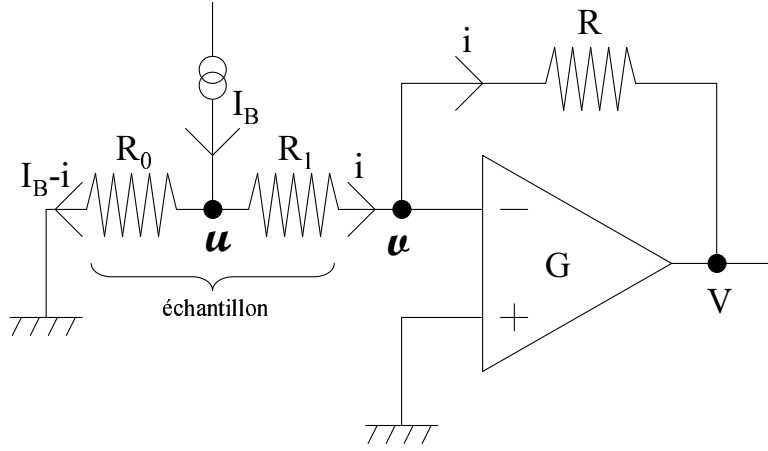 i
R
I_B
R_0
R_1
i
I_B-i
u
v
−
G
échantillon
+
V